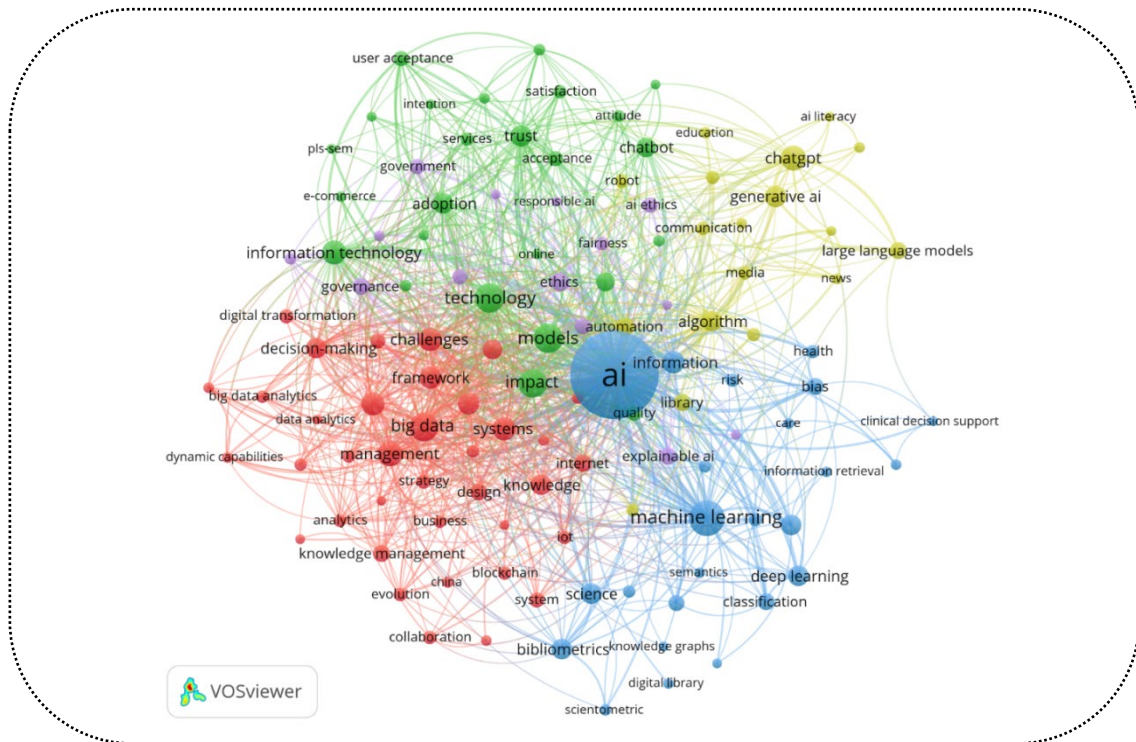 user acceptance
satisfaction
intention
attitude
ai literacy
education
services
trust
chatbot
pls-sem
acceptance
chatgpt
government
robot
e-commerce
adoption
responsible ai
ai ethics
generative ai
communication
information technology
online
fairness
large language models
governance
ethics
media
news
technology
digital transformation
automation
algorithm
challenges
models
decision-making
information
health
framework
impact
ai
risk
bias
big data analytics
library
data analytics
big data
systems
quality
care
clinical decision support
dynamic capabilities
management
internet
explainable ai
information retrieval
strategy
design
knowledge
analytics
business
machine learning
iot
knowledge management
blockchain
semantics
deep learning
china
evolution
system
science
classification
collaboration
bibliometrics
knowledge graphs
digital library
scientometric
VOSviewer